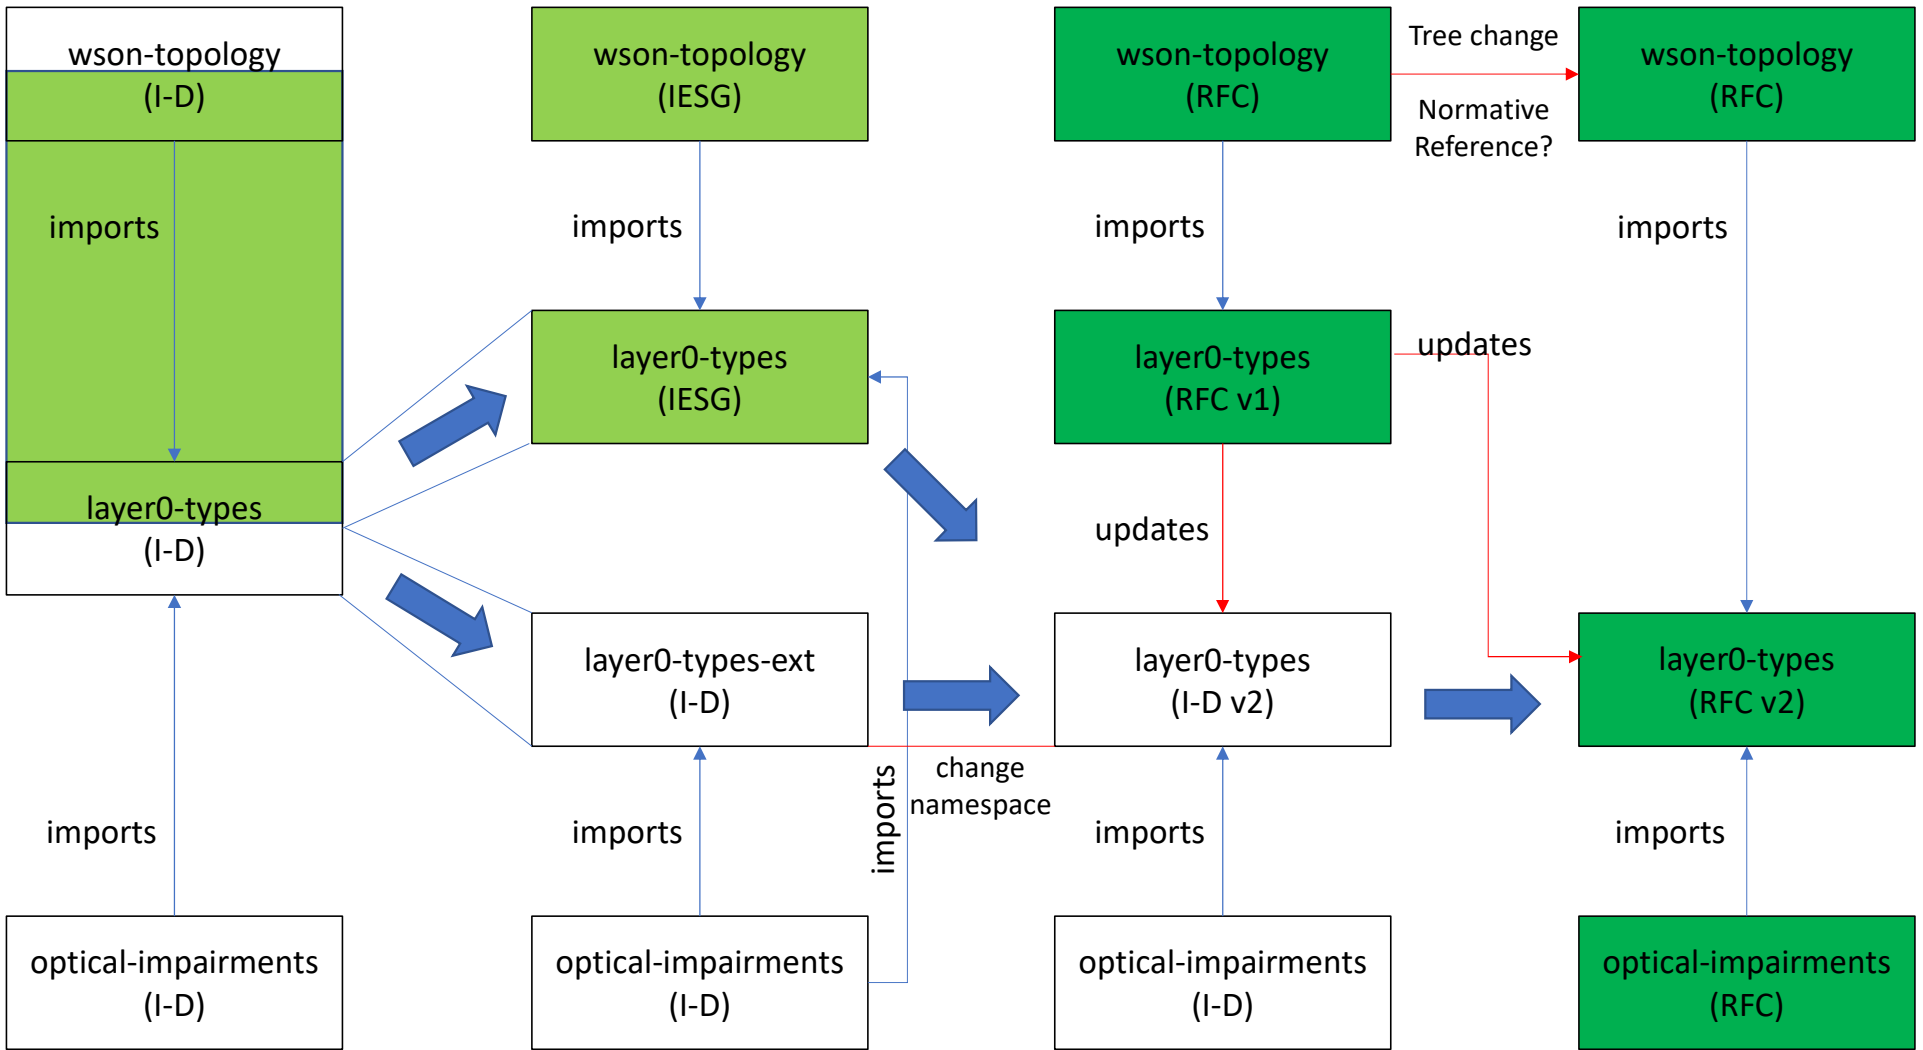 wson-topology
(I-D)
wson-topology
(IESG)
wson-topology
(RFC)
Tree change
Normative
Reference?
wson-topology
(RFC)
imports
imports
imports
imports
layer0-types
(IESG)
layer0-types
(RFC v1)
updates
layer0-types
(I-D)
updates
layer0-types-ext
(I-D)
layer0-types
(I-D v2)
layer0-types
(RFC v2)
change
namespace
imports
imports
imports
imports
imports
optical-impairments
(I-D)
optical-impairments
(I-D)
optical-impairments
(I-D)
optical-impairments
(RFC)